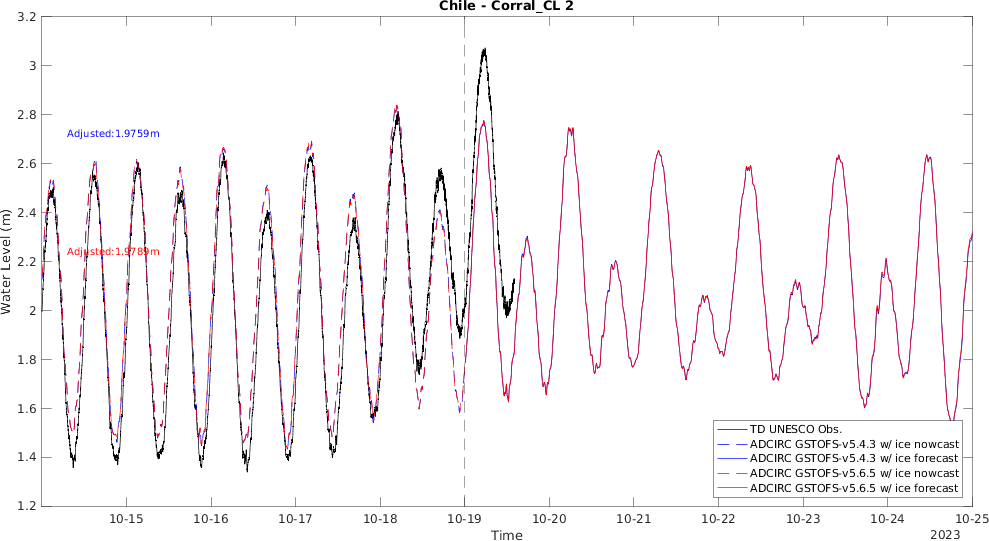 Chile - Corral_CL 2
3.2
3
2.8
2.6
2.4
2.2
2
1.8
1.6
1.4
1.2
Water Level (m)
Adjusted:1.9759m
Adjusted:1.9789m
TD UNESCO Obs.
ADCIRC GSTOFS-v5.4.3 w/ ice nowcast
ADCIRC GSTOFS-v5.4.3 w/ ice forecast
ADCIRC GSTOFS-v5.6.5 w/ ice nowcast
ADCIRC GSTOFS-v5.6.5 w/ ice forecast
10-15 10-16 10-17 10-18 10-19 10-20 10-21 10-22 10-23 10-24 10-25
Time
2023